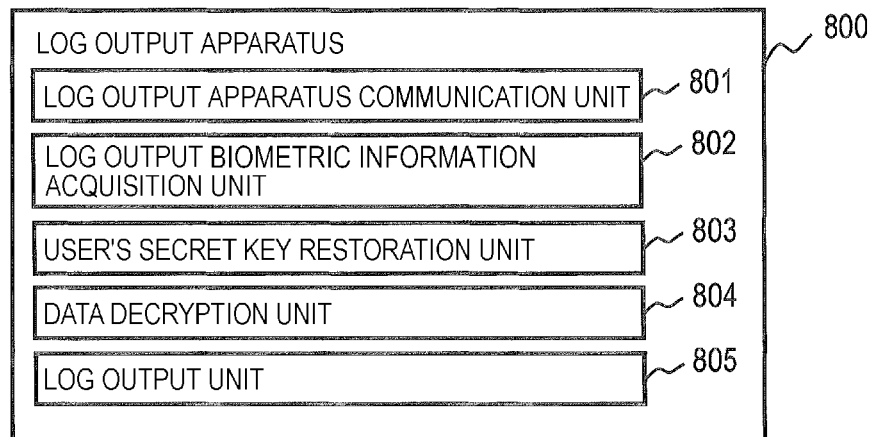 LOG OUTPUT APPARATUS
800
LOG OUTPUT APPARATUS COMMUNICATION UNIT
801
LOG OUTPUT BIOMETRIC INFORMATION
ACQUISITION UNIT
802
USER'S SECRET KEY RESTORATION UNIT
803
DATA DECRYPTION UNIT
804
LOG OUTPUT UNIT
805